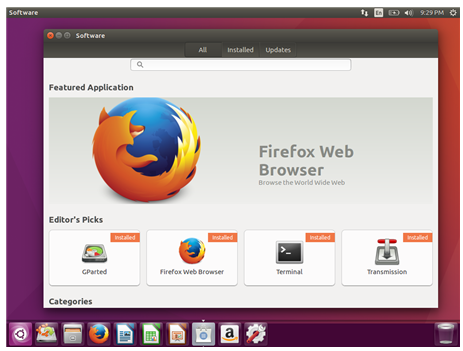 Software
En
9:29 PM
Software
All Installed Updates
Featured Application
Firefox Web
Browser
Browse the World Wide Web
Editor's Picks
Installed Installed Installed Installed
GParted Firefox Web Browser Terminal Transmission
Categories